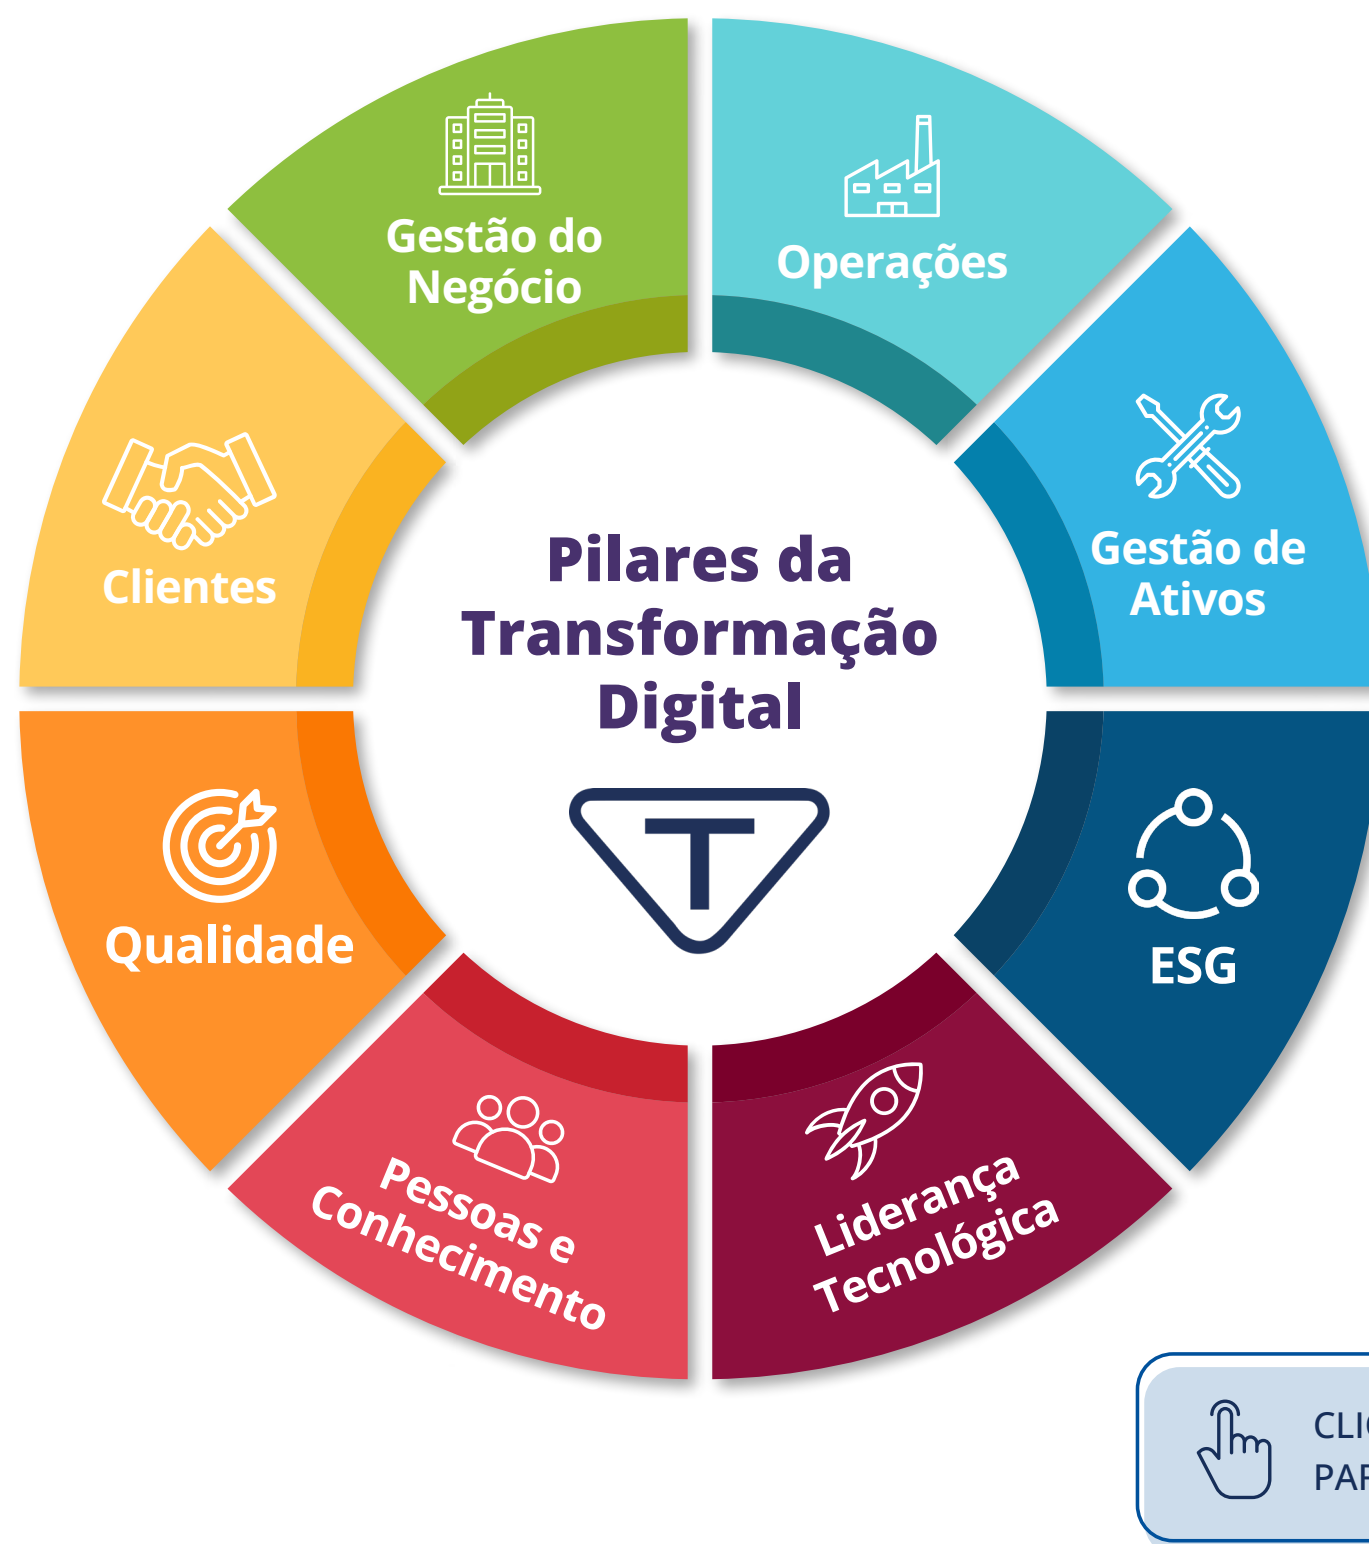 Gestão do
Negócio
Operações
Gestão de
Ativos
Clientes
Pilares da
Transformação
Digital
T
Qualidade
ESG
Pessoas e
Conhecimento
Liderança
Tecnológica